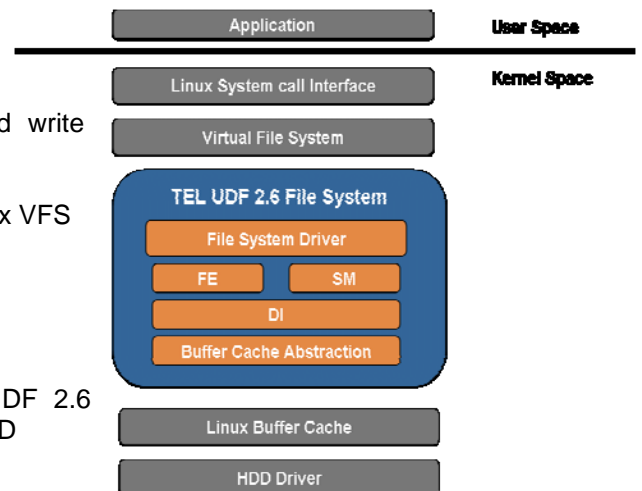 Application
User Space
Linux System call Interface
Kernel Space
d write
Virtual File System
x VFS
TEL UDF 2.6 File System
File System Driver
FE
SM
DI
Buffer Cache Abstraction
DF 2.6
D
Linux Buffer Cache
HDD Driver